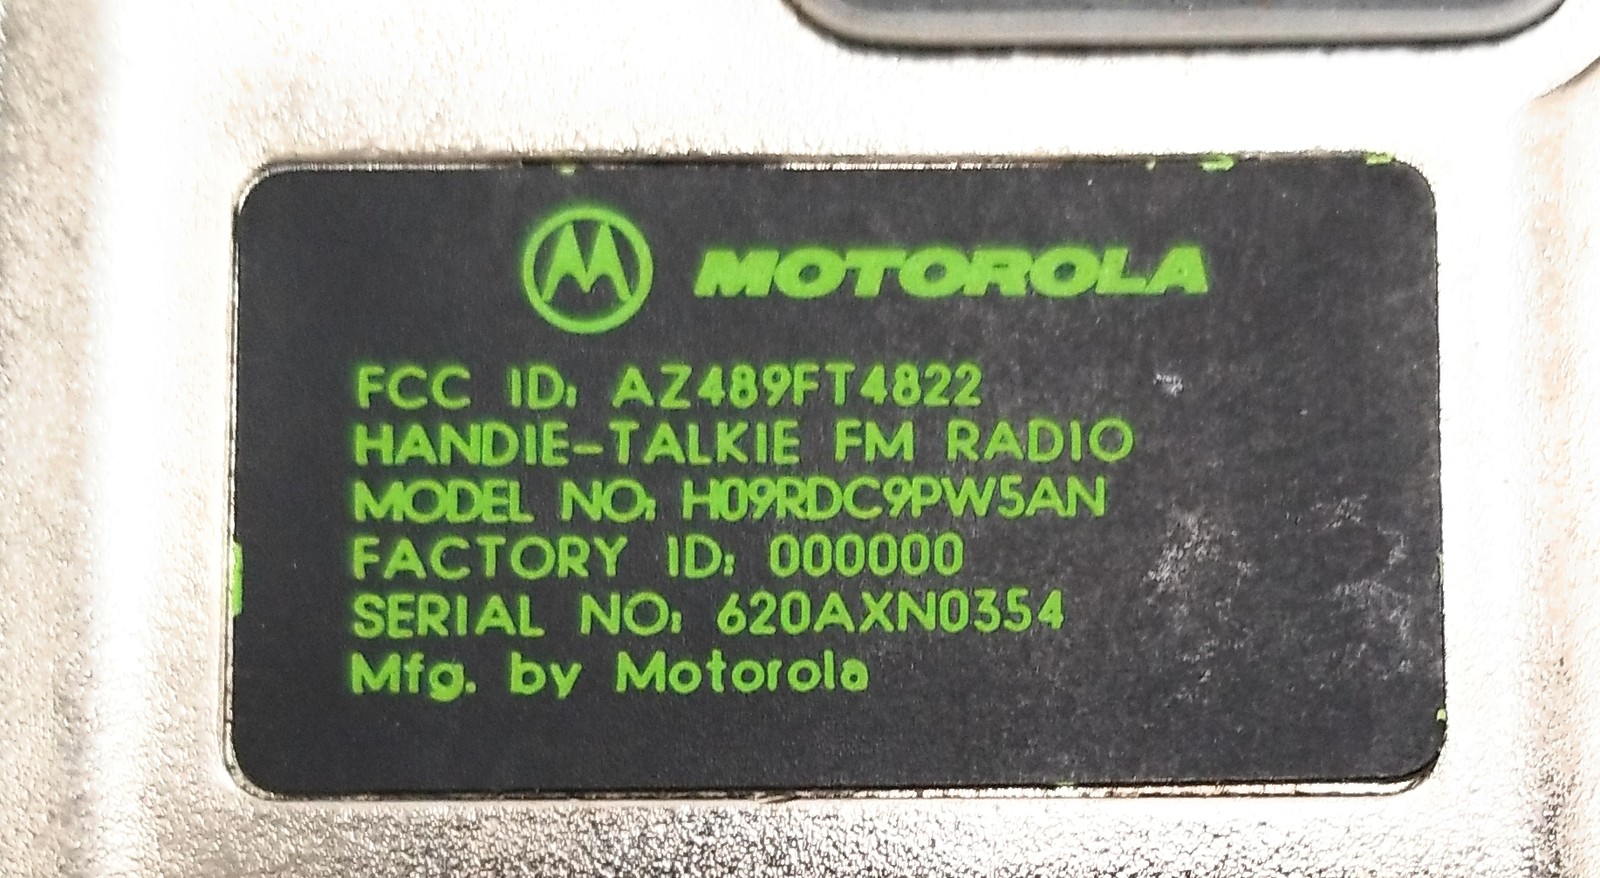 MOTOROLA
FCC ID: AZ489FT4822
HANDIE-TALKIE FM RADIO
MODEL NO: H09RDC9PW5AN
FACTORY ID: 000000
SERIAL NO: 620AXN0354
Mfg. by Motorola